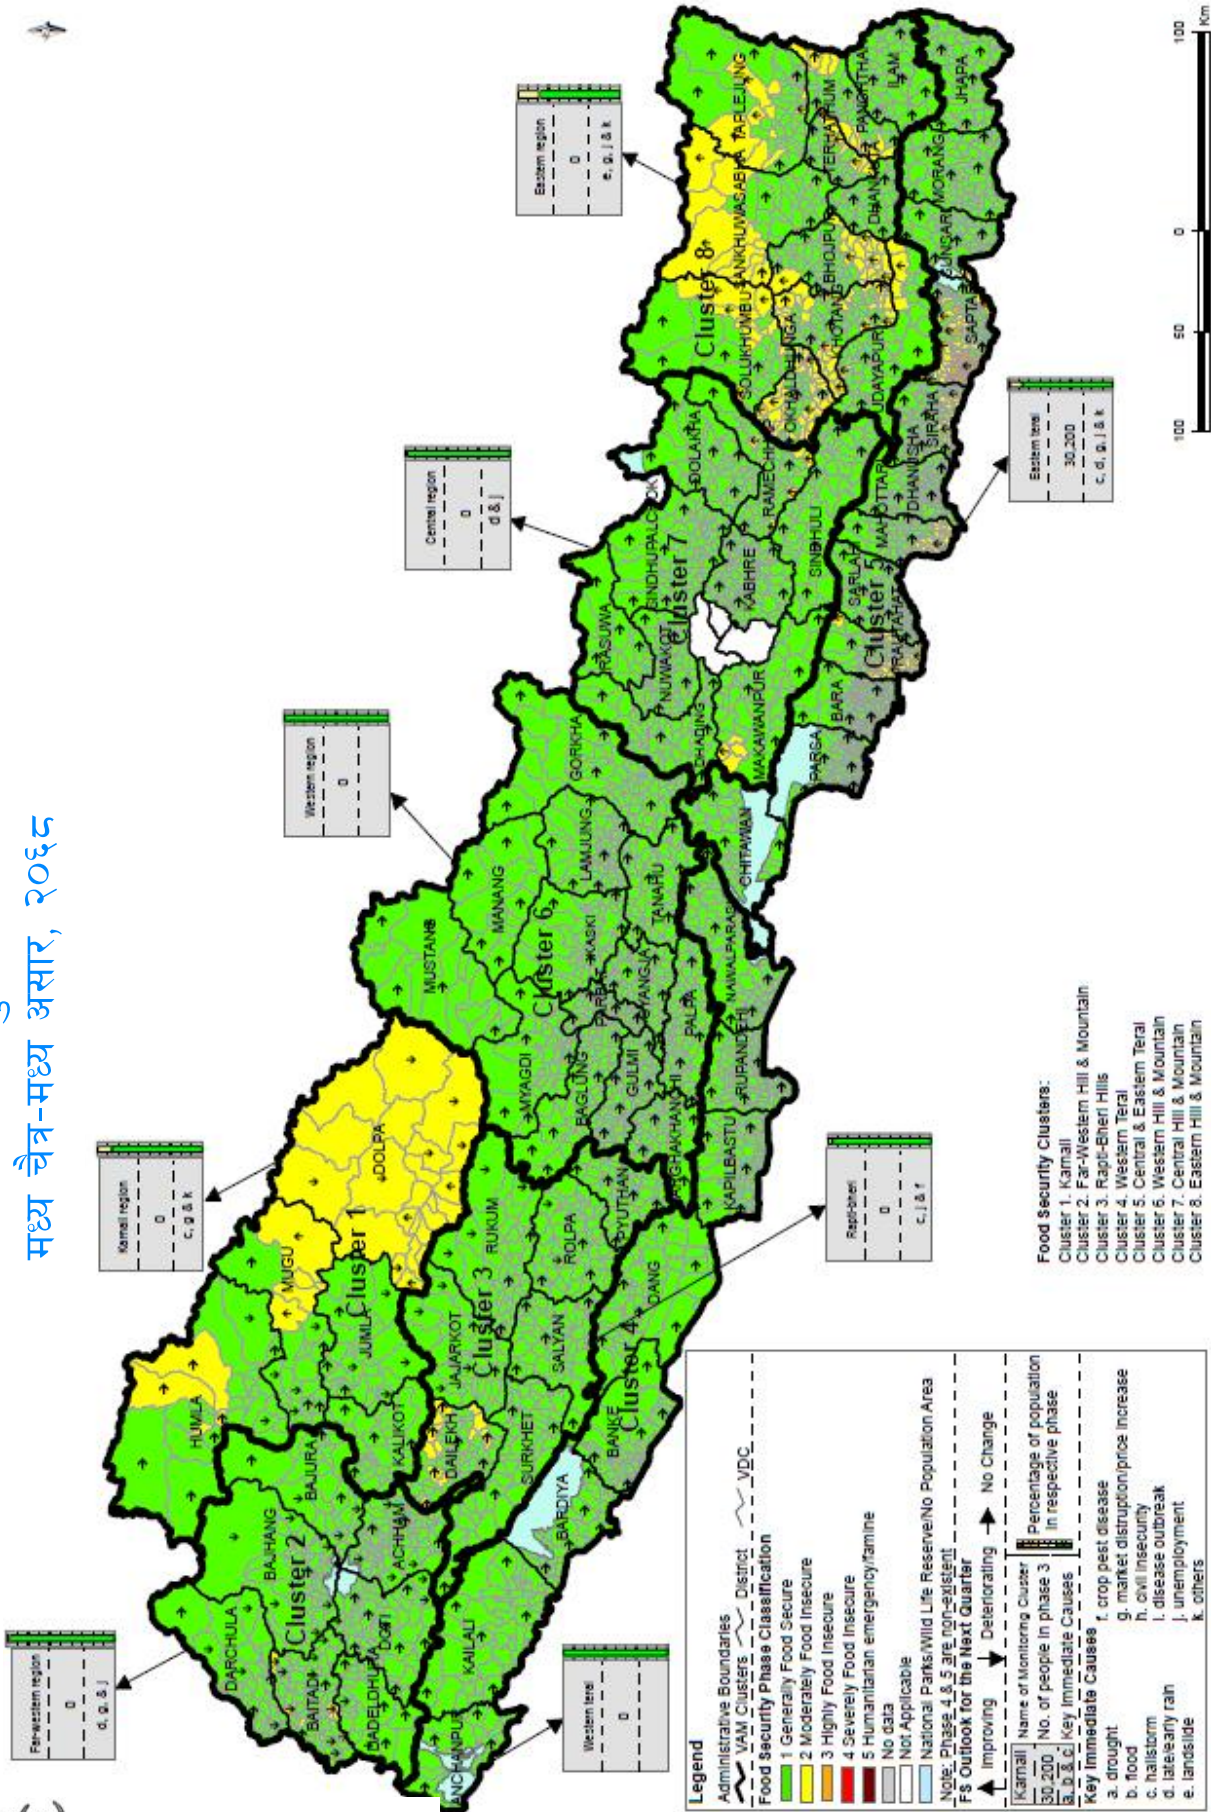 मध्य चैत्र-मध्य असार, २०६८
Far-western region
0
d, g, & j
Karnali region
0
c, g & k
Western region
0
Central region
0
d & j
Eastern region
0
e, g, j & k
Western terai
0
Rapti-bheri
0
c, j & f
Eastern terai
30,200
c, d, g, j & k
DARCHULA
BAJHANG
HUMLA
BAITADI
Cluster 2
BAJURA
MUGU
DADELDHURA
DOTI
ACHHAM
KALIKOT
JUMLA
Cluster 1
DOLPA
ANCHANPUR
KAILALI
BARDIYA
DAILEKH
SURKHET
JAJARKOT
Cluster 3
RUKUM
SALYAN
ROLPA
PYUTHAN
BANKE
Cluster 4
DANG
MUSTANG
MANANG
MYAGDI
Cluster 6
BAGLUNG
PARBAT
KASKI
LAMJUNG
GORKHA
GULMI
SYANGJA
TANAHU
ARGHAKHANCHI
PALPA
KAPILBASTU
RUPANDEHI
NAWALPARASI
CHITAWAN
RASUWA
NUWAKOT
DHADING
SINDHUPALCHOK
Cluster 7
KABHRE
DOLAKHA
RAMECHH
SINDHULI
MAKAWANPUR
PARSA
BARA
RAUTAHAT
Cluster 5
SARLAHI
MAHOTTARI
DHANUSHA
SIRAHA
SAPTARI
SUNSARI
MORANG
JHAPA
Cluster 8
SOLUKHUMBU
SANKHUWASABHA
TAPLEJUNG
OKHALDHUNGA
KHOTANG
BHOJPUR
TERHATHUM
PANCHTHAR
DHANKUTA
ILAM
UDAYAPUR
100 50 0 100
Km
Legend
Administrative Boundaries
VAM Clusters District VDC
Food Security Phase Classification
1 Generally Food Secure
2 Moderately Food Insecure
3 Highly Food Insecure
4 Severely Food Insecure
5 Humanitarian emergency/famine
No data
Not Applicable
National Parks/Wild Life Reserve/No Population Area
Note: Phase 4 & 5 are non-existent
FS Outlook for the Next Quarter
Improving Deteriorating No Change
Karnali Name of Monitoring Cluster
30,200 No. of people in phase 3
a, b & c Key Immediate Causes
Percentage of population
in respective phase
Key Immediate Causes
a. drought
b. flood
c. hailstorm
d. late/early rain
e. landslide
f. crop pest disease
g. market distruption/price increase
h. civil insecurity
i. disease outbreak
j. unemployment
k. others
Food Security Clusters:
Cluster 1. Karnali
Cluster 2. Far-Western Hill & Mountain
Cluster 3. Rapti-Bheri Hills
Cluster 4. Western Terai
Cluster 5. Central & Eastern Terai
Cluster 6. Western Hill & Mountain
Cluster 7. Central Hill & Mountain
Cluster 8. Eastern Hill & Mountain